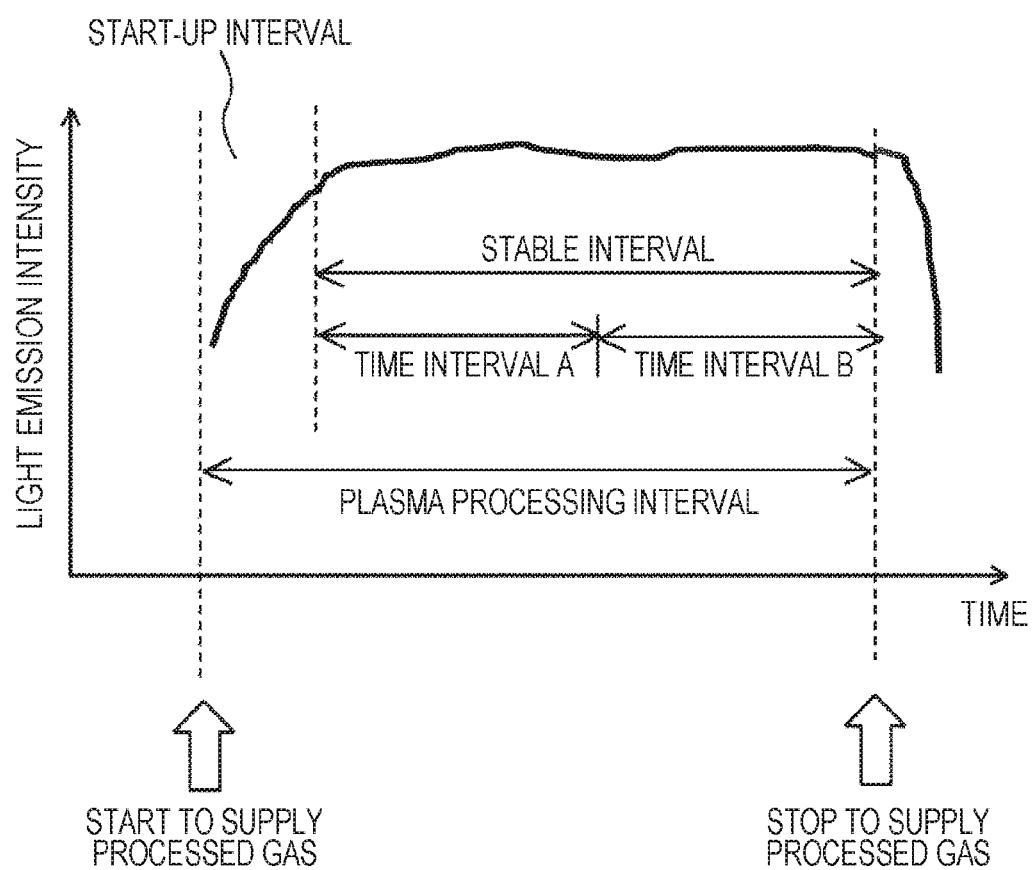 START-UP INTERVAL
LIGHT EMISSION INTENSITY
STABLE INTERVAL
TIME INTERVAL A
TIME INTERVAL B
PLASMA PROCESSING INTERVAL
TIME
START TO SUPPLY
PROCESSED GAS
STOP TO SUPPLY
PROCESSED GAS